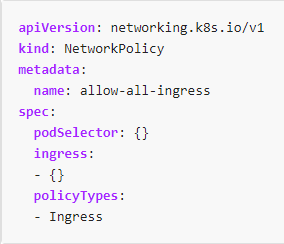 apiVersion: networking.k8s.io/v1
kind: NetworkPolicy
metadata:
  name: allow-all-ingress
spec:
  podSelector: {}
  ingress:
  - {}
  policyTypes:
  - Ingress